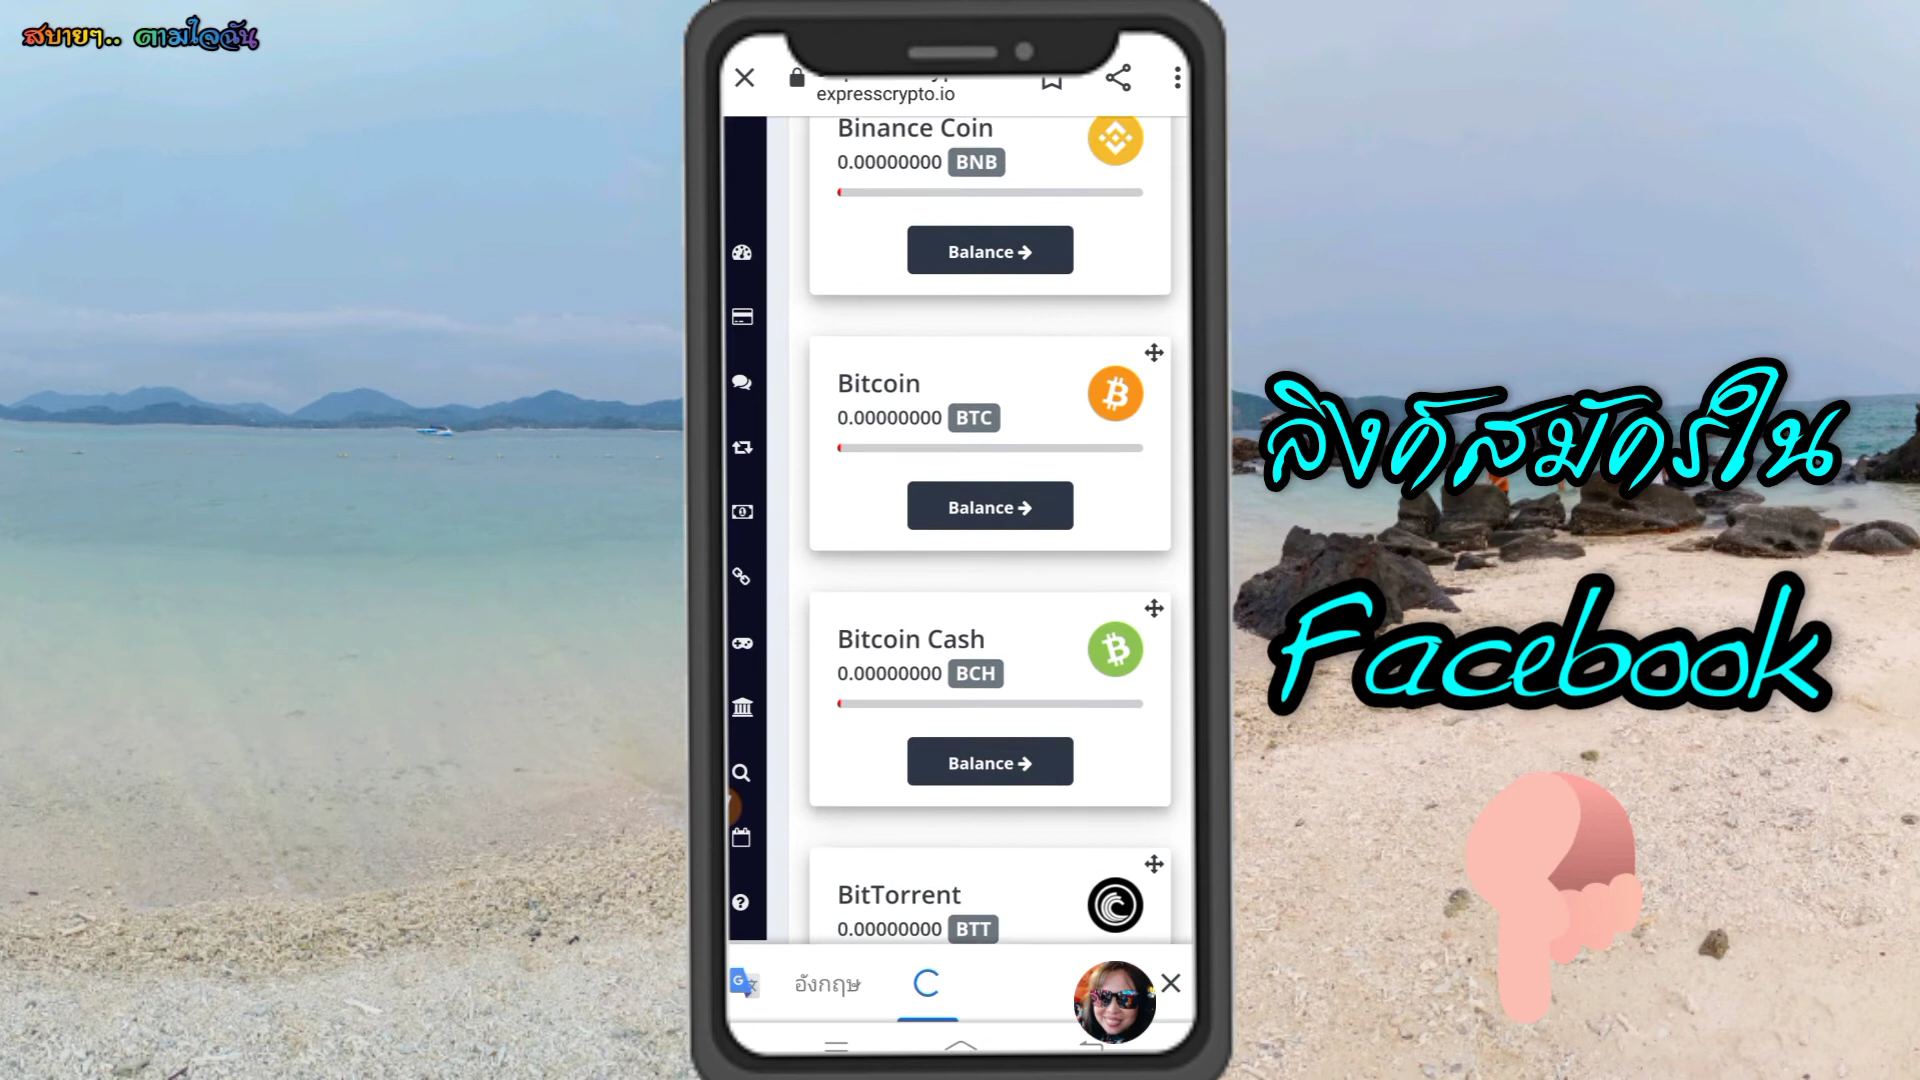 สบายๆ.. ตามใจฉัน
expresscrypto.io
Binance Coin
0.00000000 BNB
Balance
Bitcoin
0.00000000 BTC
Balance
Bitcoin Cash
0.00000000 BCH
Balance
BitTorrent
0.00000000 BTT
อังกฤษ
ลิงค์สมัครใน
Facebook